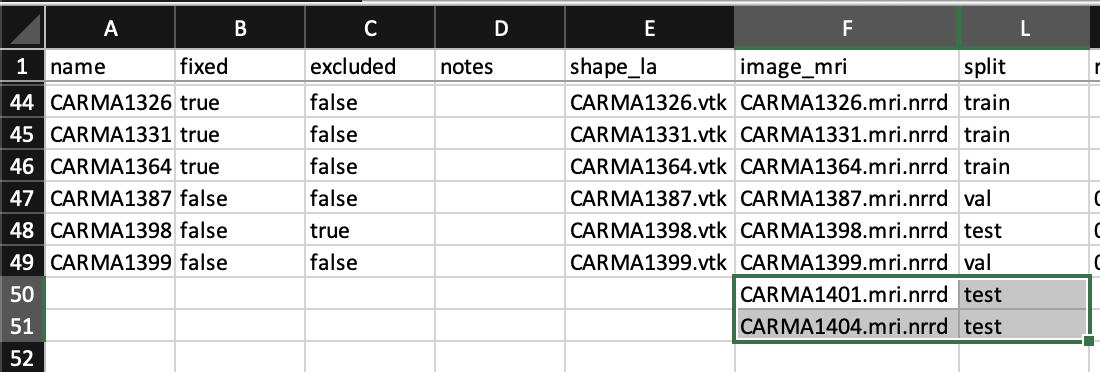 A B C D E F L
1 name fixed excluded notes shape_la image_mri split
44 CARMA1326 true false CARMA1326.vtk CARMA1326.mri.nrrd train
45 CARMA1331 true false CARMA1331.vtk CARMA1331.mri.nrrd train
46 CARMA1364 true false CARMA1364.vtk CARMA1364.mri.nrrd train
47 CARMA1387 false false CARMA1387.vtk CARMA1387.mri.nrrd val
48 CARMA1398 false true CARMA1398.vtk CARMA1398.mri.nrrd test
49 CARMA1399 false false CARMA1399.vtk CARMA1399.mri.nrrd val
50 CARMA1401.mri.nrrd test
51 CARMA1404.mri.nrrd test
52